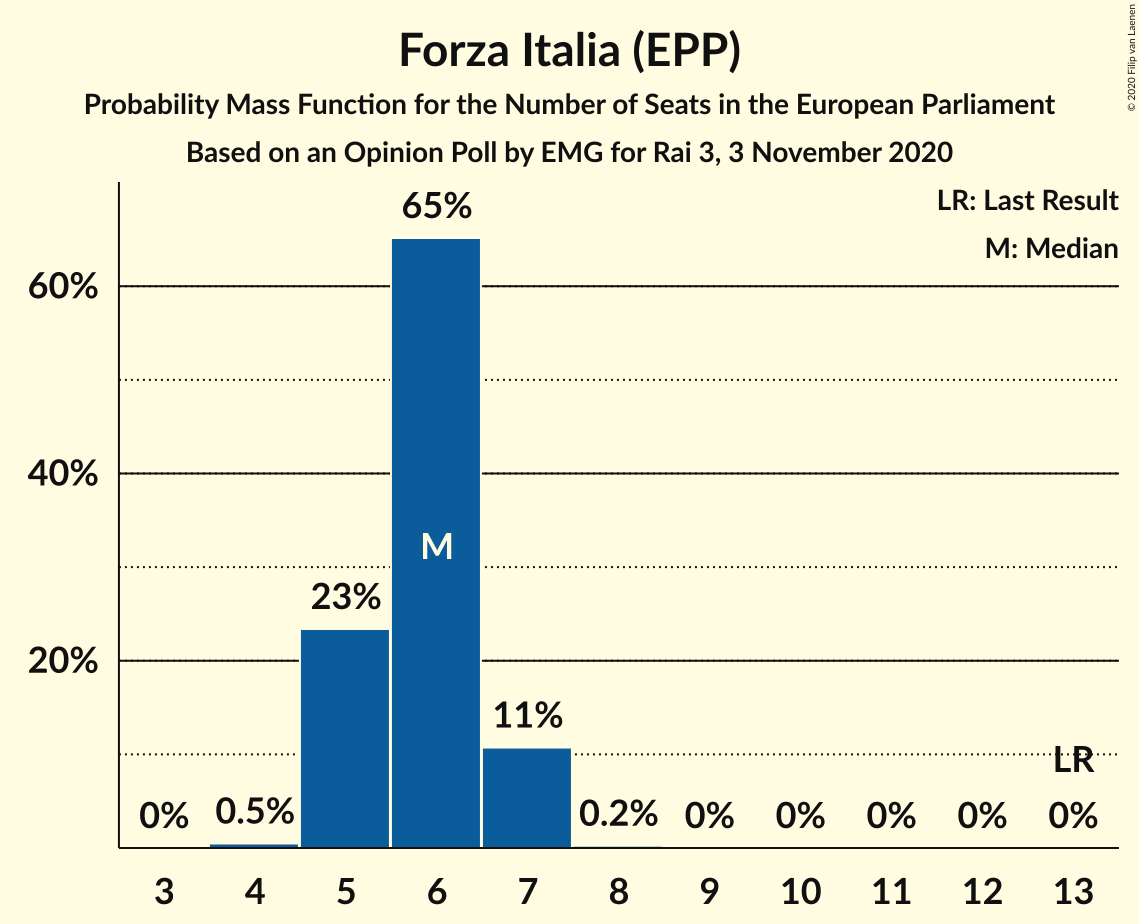 Forza Italia (EPP)
Probability Mass Function for the Number of Seats in the European Parliament
Based on an Opinion Poll by EMG for Rai 3, 3 November 2020
© 2020 Filip van Laenen
LR: Last Result
M: Median
60%
40%
20%
0%
0.5%
23%
65%
M
11%
0.2%
0%
0%
0%
0%
LR
0%
3 4 5 6 7 8 9 10 11 12 13